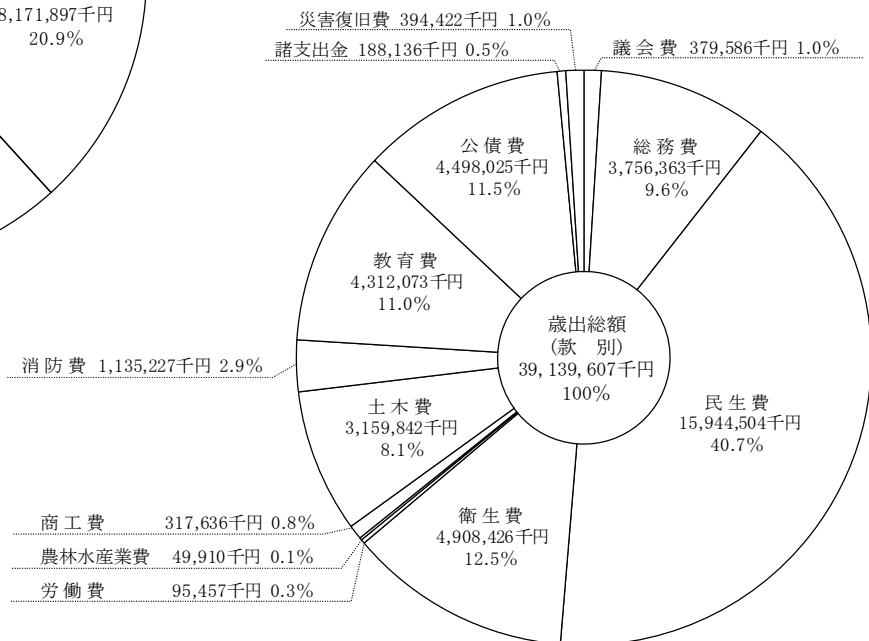 8,171,897千円
20.9%
災害復旧費 394,422千円 1.0%
諸支出金 188,136千円 0.5%
議会費 379,586千円 1.0%
総務費
3,756,363千円
9.6%
公債費
4,498,025千円
11.5%
教育費
4,312,073千円
11.0%
歳出総額
(款 別)
39,139,607千円
100%
消防費 1,135,227千円 2.9%
民生費
15,944,504千円
40.7%
土木費
3,159,842千円
8.1%
衛生費
4,908,426千円
12.5%
商工費 317,636千円 0.8%
農林水産業費 49,910千円 0.1%
労働費 95,457千円 0.3%